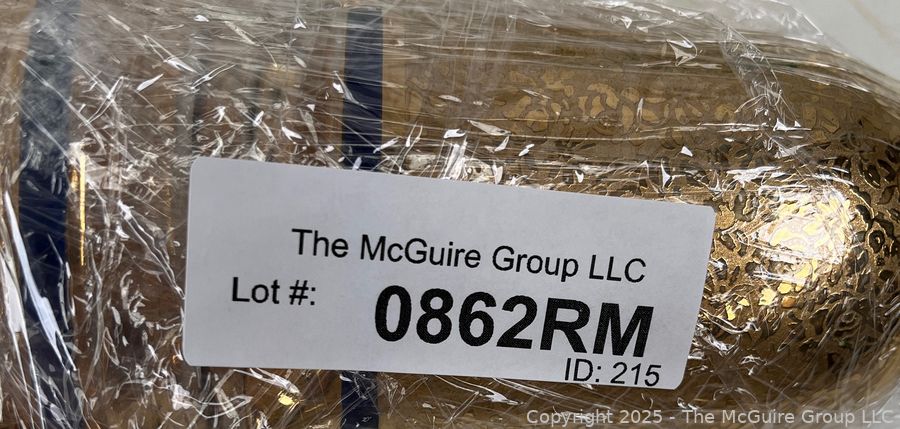 The McGuire Group LLC
Lot #: 0862RM
ID: 215
Copyright 2025 - The McGuire Group LLC